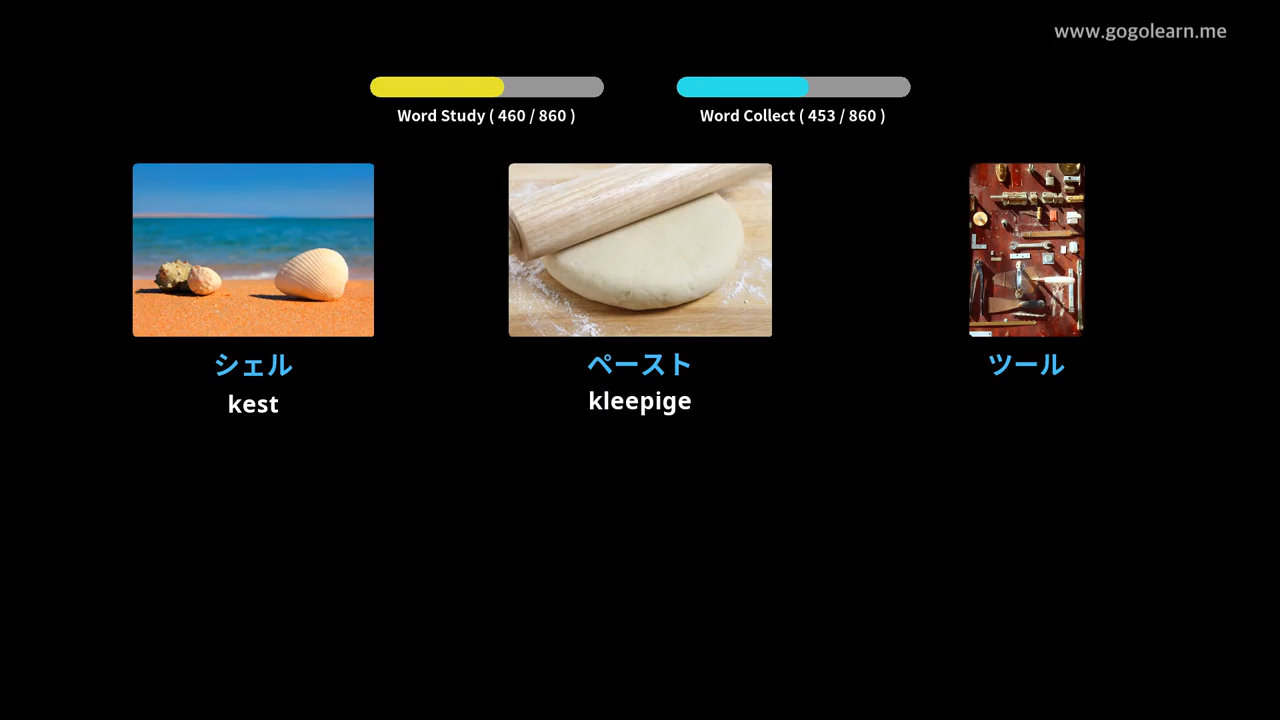 www.gogolearn.me
Word Study ( 460 / 860 )
Word Collect ( 453 / 860 )
シェル
kest
ペースト
kleepige
ツール